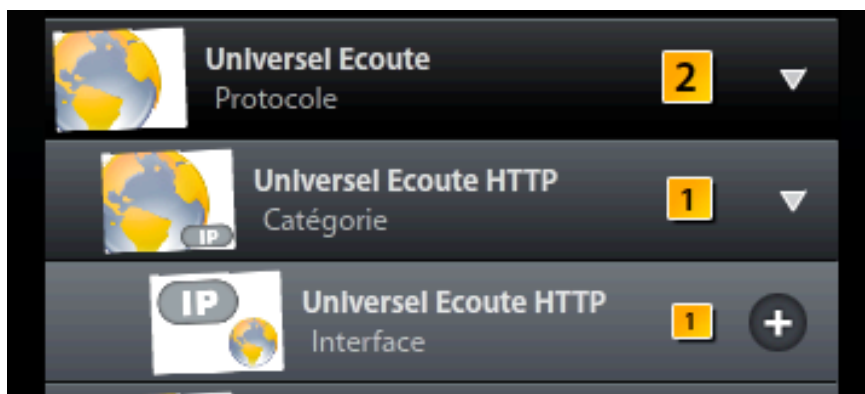 Universel Ecoute
Protocole
2
IP
Universel Ecoute HTTP
Catégorie
1
IP
Universel Ecoute HTTP
Interface
1